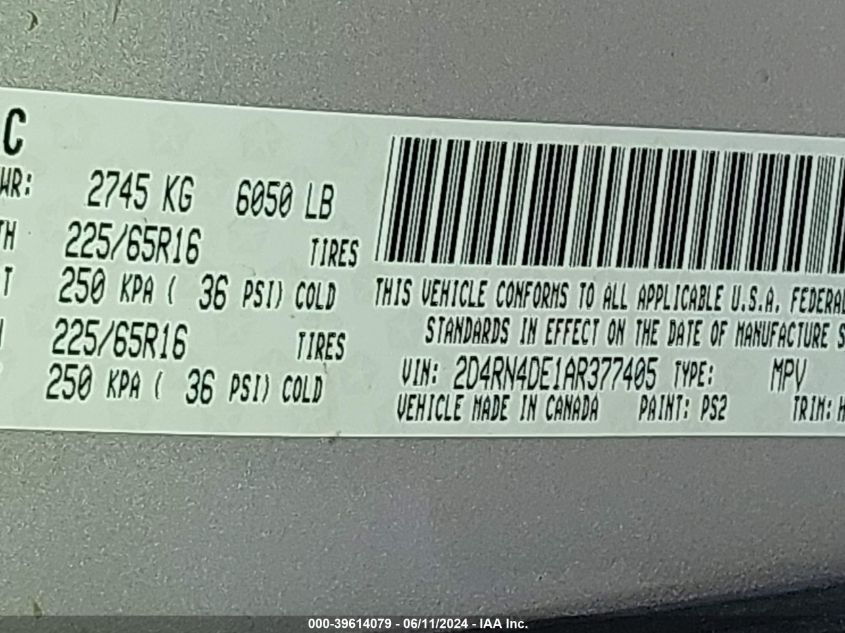 C
WR: 2745 KG 6050 LB
TH 225/65R16 TIRES
T 250 KPA ( 36 PSI) COLD
225/65R16 TIRES
250 KPA ( 36 PSI) COLD
THIS VEHICLE CONFORMS TO ALL APPLICABLE U.S.A. FEDERAL
STANDARDS IN EFFECT ON THE DATE OF MANUFACTURE S
VIN: 2D4RN4DE1AR377405 TYPE: MPV
VEHICLE MADE IN CANADA PAINT: PS2 TRIM: H
000-39614079 - 06/11/2024 - IAA Inc.